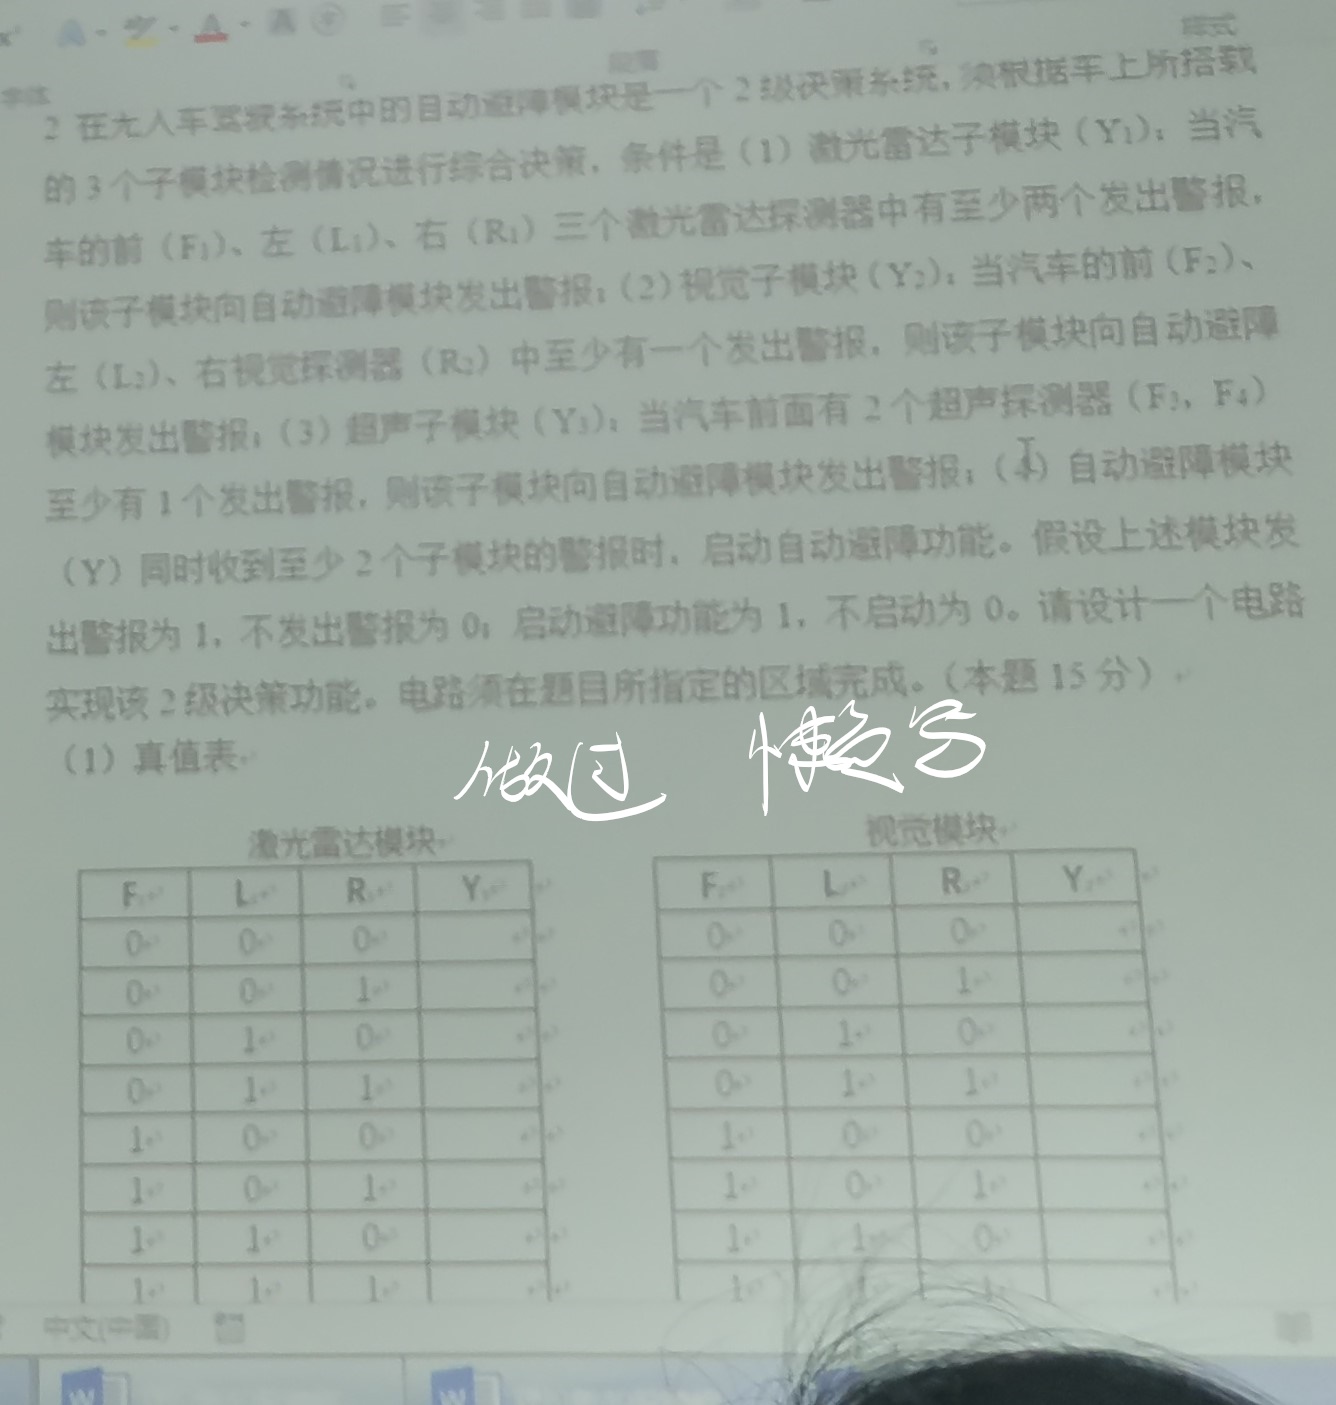 样式
段落
字体
2 在无人车驾驶系统中的自动避障模块是一个 2 级决策系统，须根据车上所搭载
的 3 个子模块检测情况进行综合决策，条件是（1）激光雷达子模块（Y₁）：当汽
车的前（F₁）、左（L₁）、右（R₁）三个激光雷达探测器中有至少两个发出警报，
则该子模块向自动避障模块发出警报；（2）视觉子模块（Y₂）：当汽车的前（F₂）、
左（L₂）、右视觉探测器（R₂）中至少有一个发出警报，则该子模块向自动避障
模块发出警报；（3）超声子模块（Y₃）：当汽车前面有 2 个超声探测器（F₃，F₄）
至少有 1 个发出警报，则该子模块向自动避障模块发出警报；（4）自动避障模块
（Y）同时收到至少 2 个子模块的警报时，启动自动避障功能。假设上述模块发
出警报为 1，不发出警报为 0；启动避障功能为 1，不启动为 0。请设计一个电路
实现该 2 级决策功能。电路须在题目所指定的区域完成。（本题 15 分）
（1）真值表
做过 懒写
激光雷达模块 视觉模块
F L R Y F L R Y
0 0 0 0 0 0
0 0 1 0 0 1
0 1 0 0 1 0
0 1 1 0 1 1
1 0 0 1 0 0
1 0 1 1 0 1
1 1 0 1 1 0
1 1 1 1 1 1
中文(中国)
W W